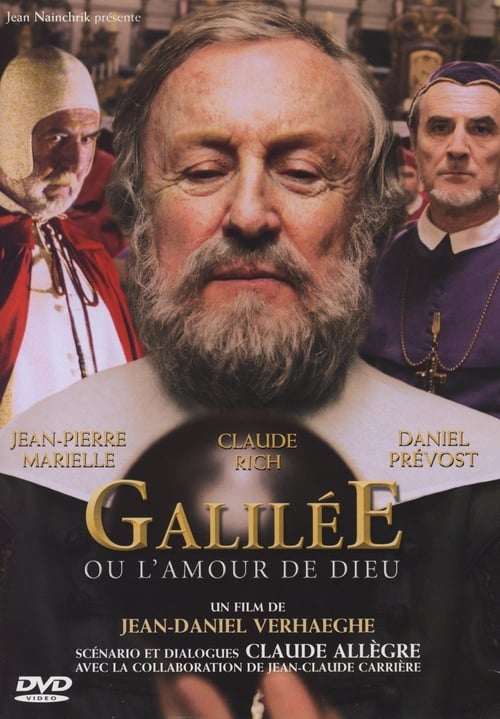 Jean Nainchrik présente
JEAN-PIERRE
MARIELLE
CLAUDE
RICH
DANIEL
PRÉVOST
GALILÉE
OU L'AMOUR DE DIEU
UN FILM DE
JEAN-DANIEL VERHAEGHE
SCÉNARIO ET DIALOGUES CLAUDE ALLÈGRE
AVEC LA COLLABORATION DE JEAN-CLAUDE CARRIÈRE
DVD
VIDEO